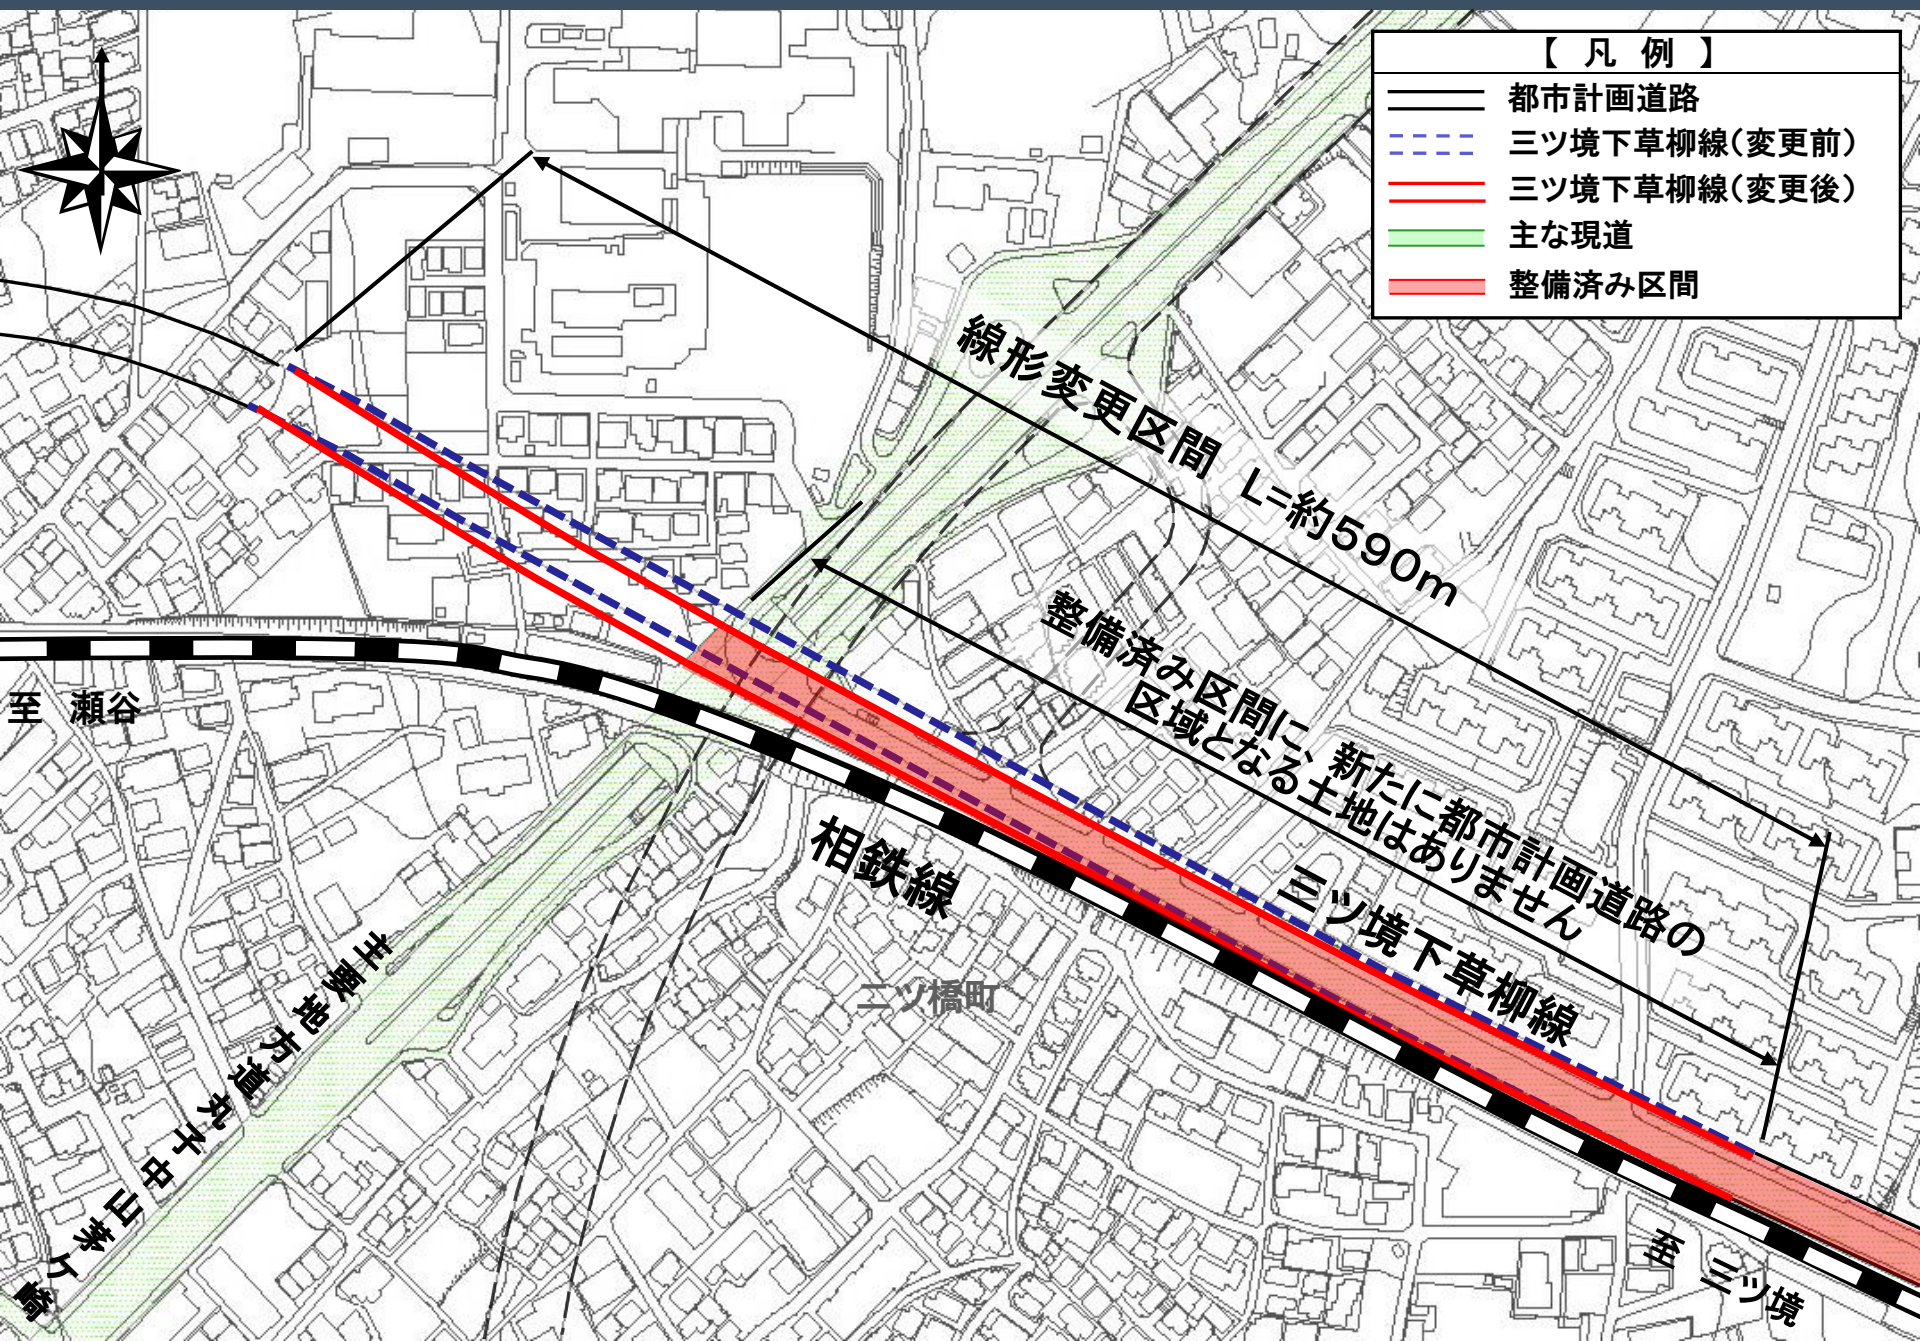 【 凡 例 】
都市計画道路
三ツ境下草柳線（変更前）
三ツ境下草柳線（変更後）
主な現道
整備済み区間
線形変更区間 L=約590m
整備済み区間に、新たに都市計画道路の
区域となる土地はありません
至 瀬谷
相鉄線
三ツ境下草柳線
二ツ橋町
主要地方道 丸子中山茅ケ崎
至 三ツ境